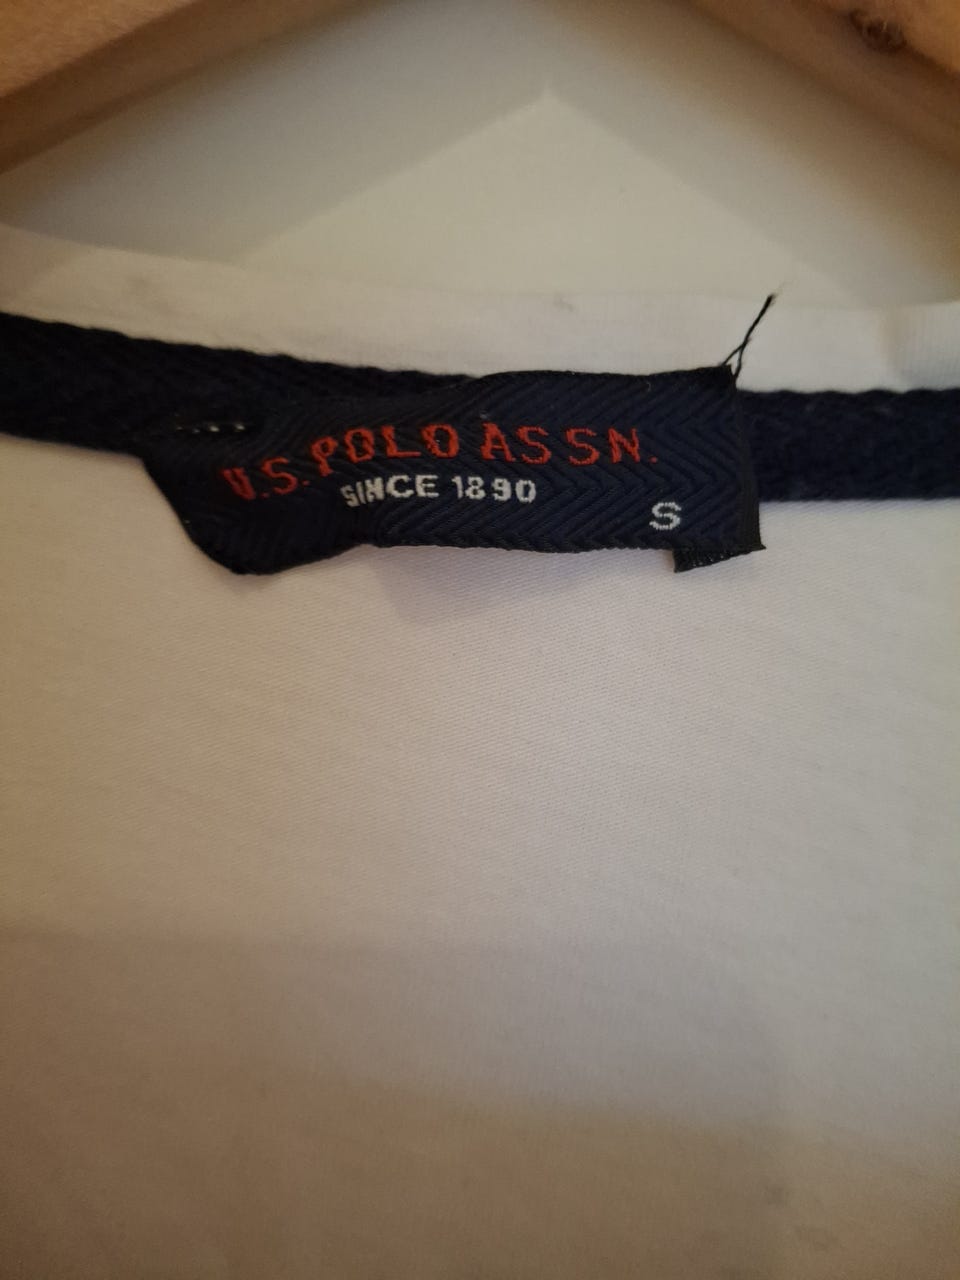 U.S. POLO ASSN.
SINCE 1890
S